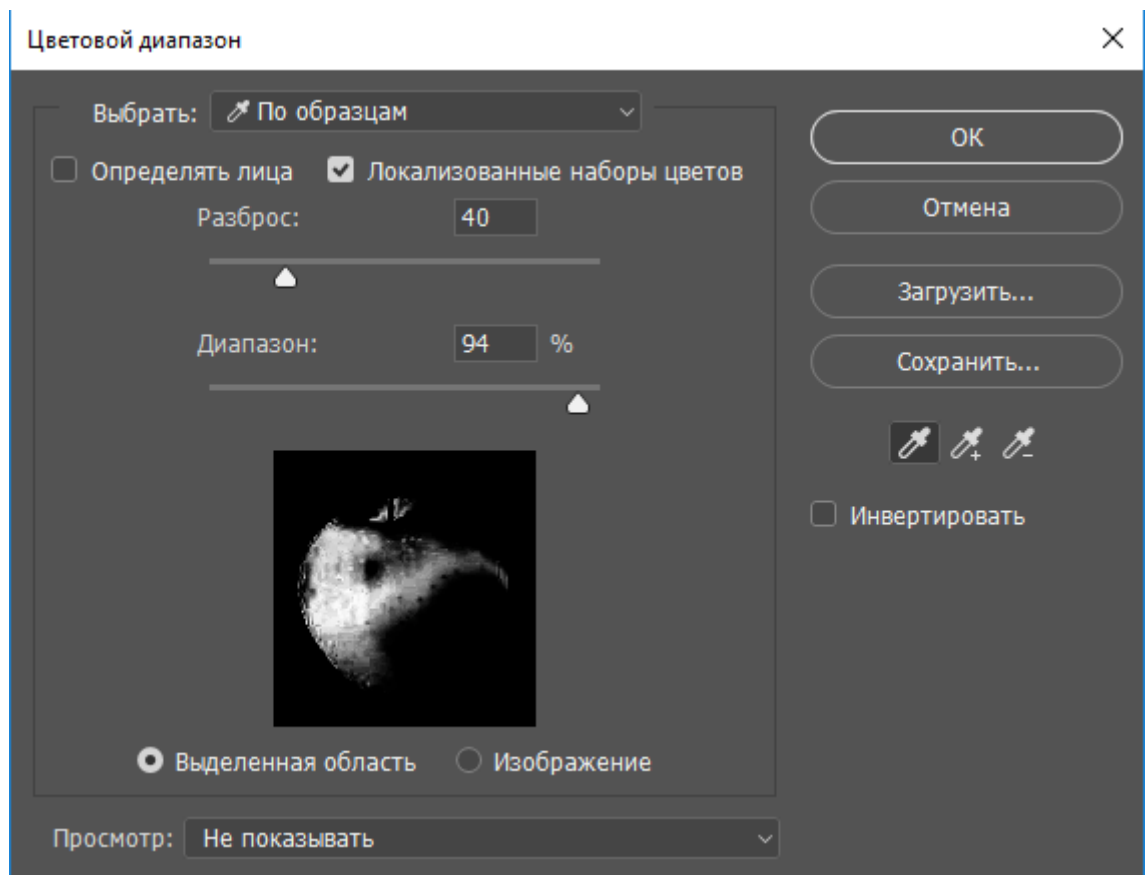 Цветовой диапазон
Выбрать: По образцам
Определять лица Локализованные наборы цветов
Разброс: 40
Диапазон: 94 %
Выделенная область Изображение
Просмотр: Не показывать
ОК
Отмена
Загрузить...
Сохранить...
Инвертировать